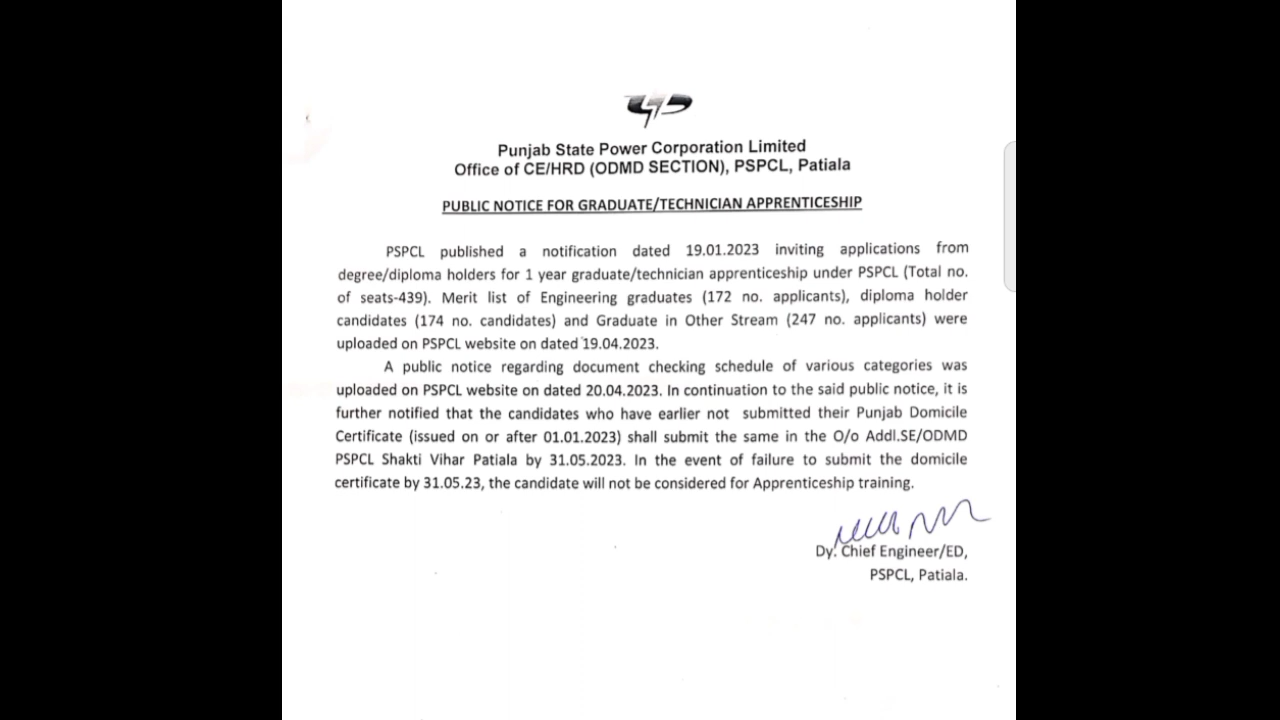 Punjab State Power Corporation Limited
Office of CE/HRD (ODMD SECTION), PSPCL, Patiala
PUBLIC NOTICE FOR GRADUATE/TECHNICIAN APPRENTICESHIP
PSPCL published a notification dated 19.01.2023 inviting applications from
degree/diploma holders for 1 year graduate/technician apprenticeship under PSPCL (Total no.
of seats-439). Merit list of Engineering graduates (172 no. applicants), diploma holder
candidates (174 no. candidates) and Graduate in Other Stream (247 no. applicants) were
uploaded on PSPCL website on dated 19.04.2023.
A public notice regarding document checking schedule of various categories was
uploaded on PSPCL website on dated 20.04.2023. In continuation to the said public notice, it is
further notified that the candidates who have earlier not submitted their Punjab Domicile
Certificate (issued on or after 01.01.2023) shall submit the same in the O/o Addl.SE/ODMD
PSPCL Shakti Vihar Patiala by 31.05.2023. In the event of failure to submit the domicile
certificate by 31.05.23, the candidate will not be considered for Apprenticeship training.
Dy. Chief Engineer/ED,
PSPCL, Patiala.